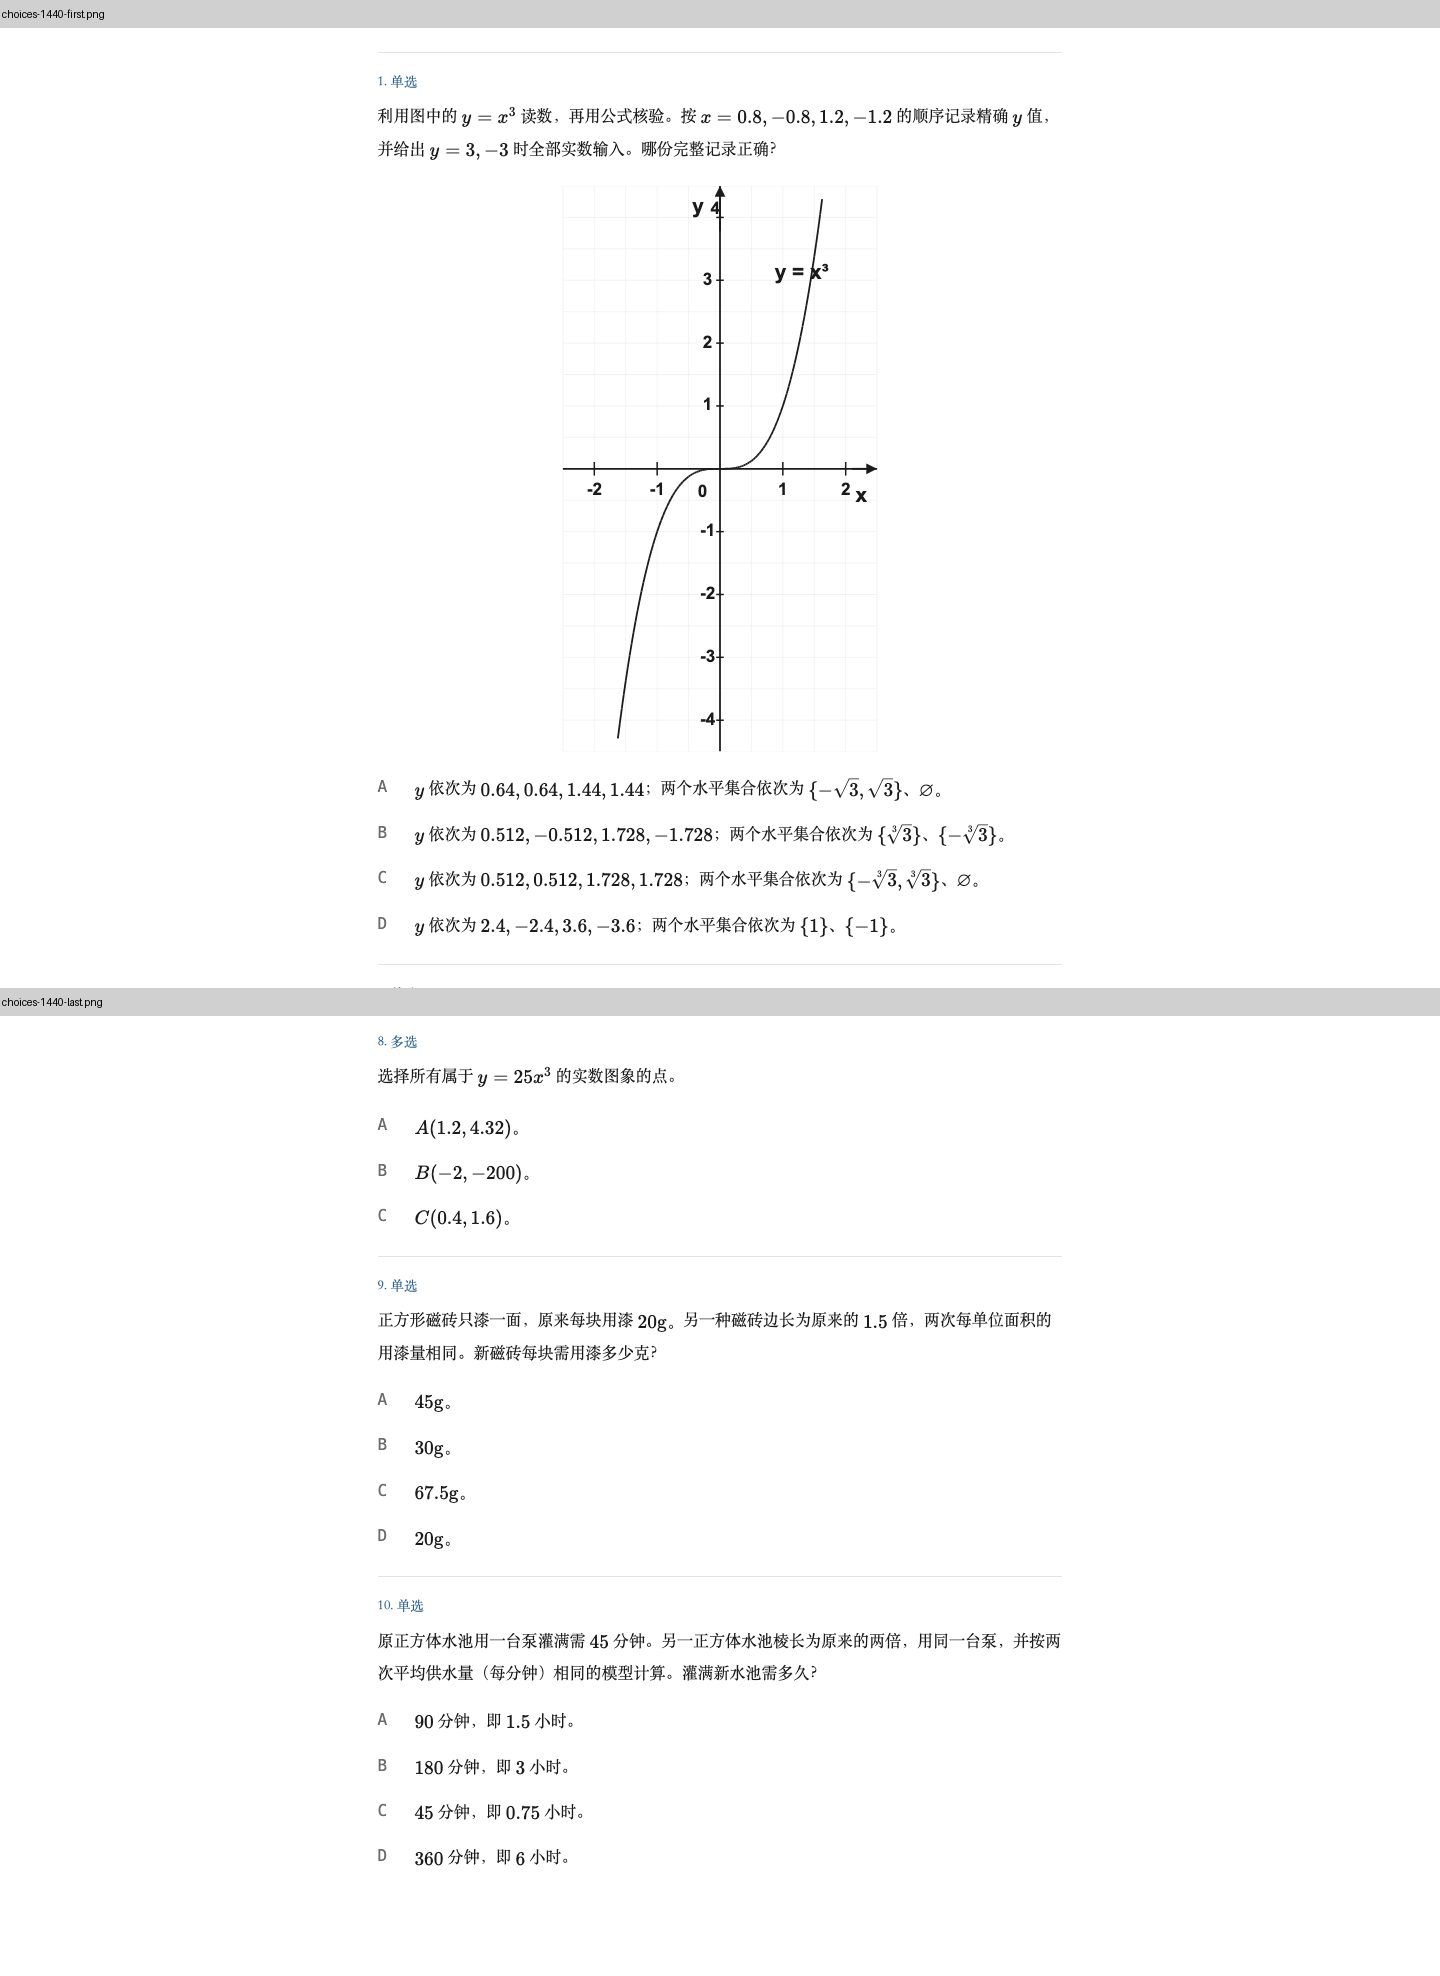 choices-1440-first.png
1. 单选
利用图中的 y = x³ 读数，再用公式核验。按 x = 0.8, −0.8, 1.2, −1.2 的顺序记录精确 y 值，
并给出 y = 3, −3 时全部实数输入。哪份完整记录正确？
y 4
y = x³
3
2
1
-2 -1 0 1 2 x
-1
-2
-3
-4
A y 依次为 0.64, 0.64, 1.44, 1.44；两个水平集合依次为 {−√3, √3}、∅。
B y 依次为 0.512, −0.512, 1.728, −1.728；两个水平集合依次为 {∛3}、{−∛3}。
C y 依次为 0.512, 0.512, 1.728, 1.728；两个水平集合依次为 {−∛3, ∛3}、∅。
D y 依次为 2.4, −2.4, 3.6, −3.6；两个水平集合依次为 {1}、{−1}。
choices-1440-last.png
8. 多选
选择所有属于 y = 25x³ 的实数图象的点。
A A(1.2, 4.32)。
B B(−2, −200)。
C C(0.4, 1.6)。
9. 单选
正方形磁砖只漆一面，原来每块用漆 20g。另一种磁砖边长为原来的 1.5 倍，两次每单位面积的
用漆量相同。新磁砖每块需用漆多少克？
A 45g。
B 30g。
C 67.5g。
D 20g。
10. 单选
原正方体水池用一台泵灌满需 45 分钟。另一正方体水池棱长为原来的两倍，用同一台泵，并按两
次平均供水量（每分钟）相同的模型计算。灌满新水池需多久？
A 90 分钟，即 1.5 小时。
B 180 分钟，即 3 小时。
C 45 分钟，即 0.75 小时。
D 360 分钟，即 6 小时。